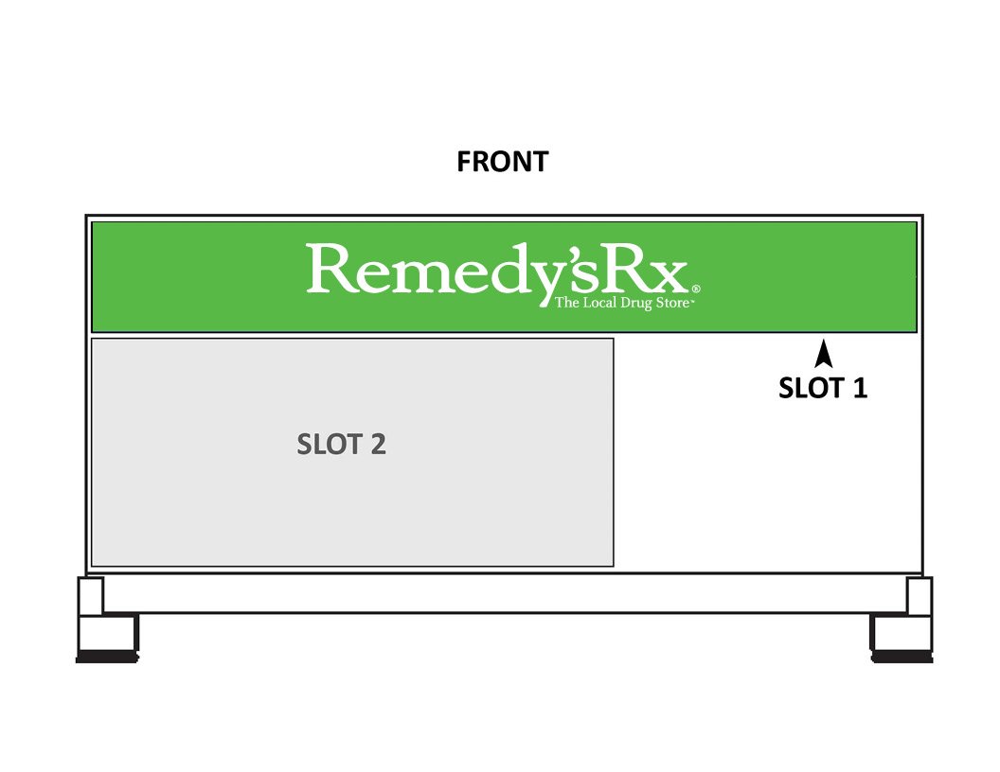 FRONT
Remedy'sRx®
The Local Drug Store™
SLOT 1
SLOT 2